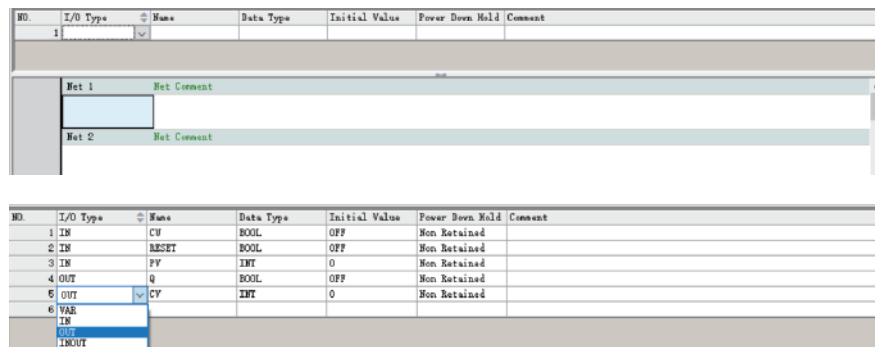 NO. I/O Type Name Data Type Initial Value Power Down Hold Comment
1
Net 1 Net Comment
Net 2 Net Comment
NO. I/O Type Name Data Type Initial Value Power Down Hold Comment
1 IN CU BOOL OFF Non Retained
2 IN RESET BOOL OFF Non Retained
3 IN PV INT 0 Non Retained
4 OUT Q BOOL OFF Non Retained
5 OUT CV INT 0 Non Retained
6 VAR
IN
OUT
INOUT